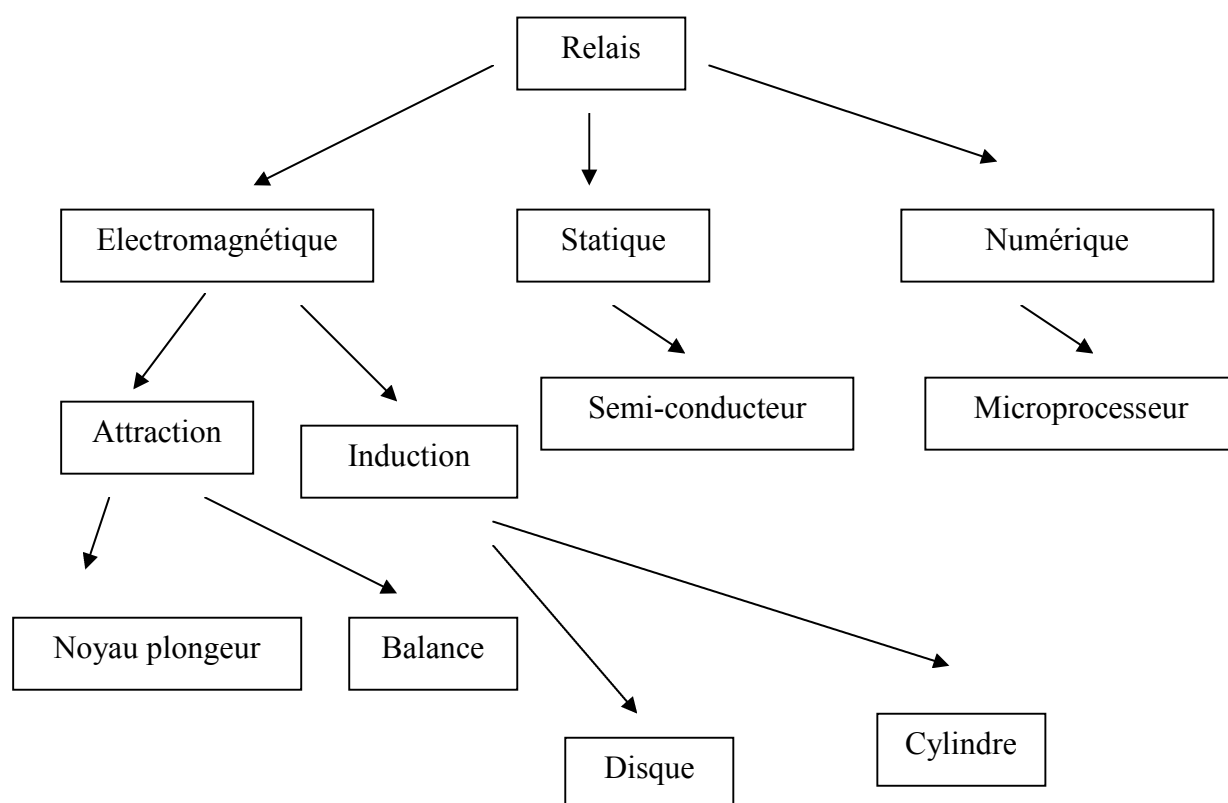 Relais
Electromagnétique
Statique
Numérique
Semi-conducteur
Microprocesseur
Attraction
Induction
Noyau plongeur
Balance
Cylindre
Disque